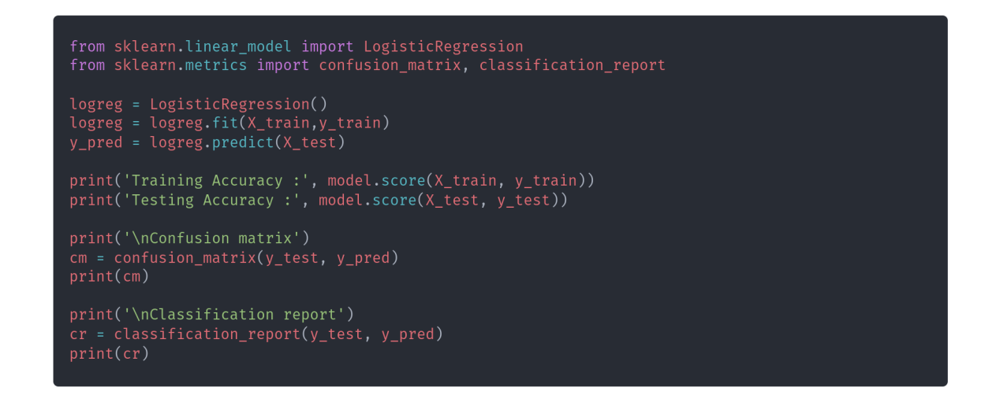 from sklearn.linear_model import LogisticRegression
from sklearn.metrics import confusion_matrix, classification_report
logreg = LogisticRegression()
logreg = logreg.fit(X_train,y_train)
y_pred = logreg.predict(X_test)
print('Training Accuracy :', model.score(X_train, y_train))
print('Testing Accuracy :', model.score(X_test, y_test))
print('\nConfusion matrix')
cm = confusion_matrix(y_test, y_pred)
print(cm)
print('\nClassification report')
cr = classification_report(y_test, y_pred)
print(cr)